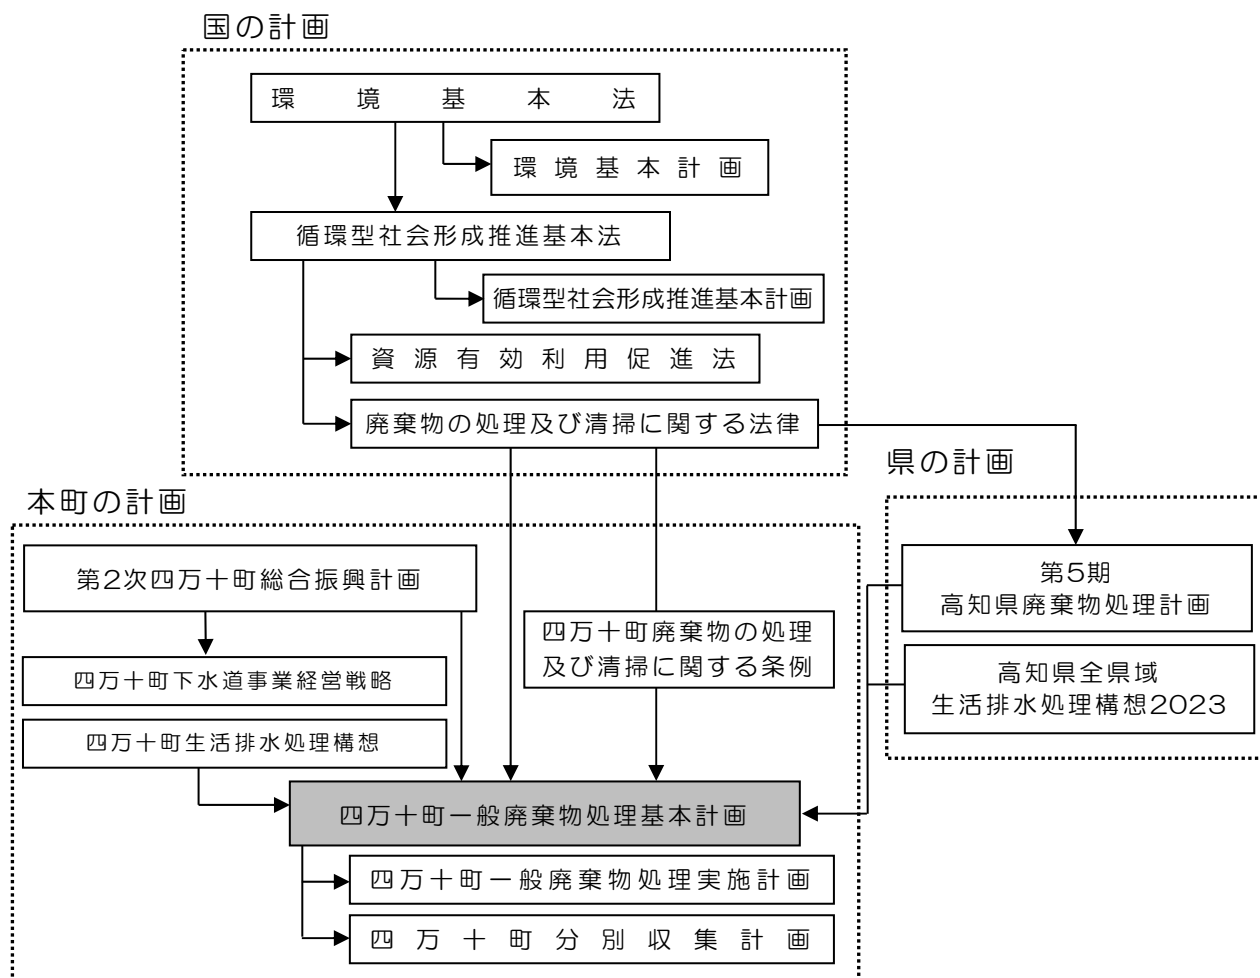 国の計画
環境基本法
環境基本計画
循環型社会形成推進基本法
循環型社会形成推進基本計画
資源有効利用促進法
廃棄物の処理及び清掃に関する法律
県の計画
第5期
高知県廃棄物処理計画
高知県全県域
生活排水処理構想2023
本町の計画
第2次四万十町総合振興計画
四万十町下水道事業経営戦略
四万十町生活排水処理構想
四万十町廃棄物の処理
及び清掃に関する条例
四万十町一般廃棄物処理基本計画
四万十町一般廃棄物処理実施計画
四万十町分別収集計画